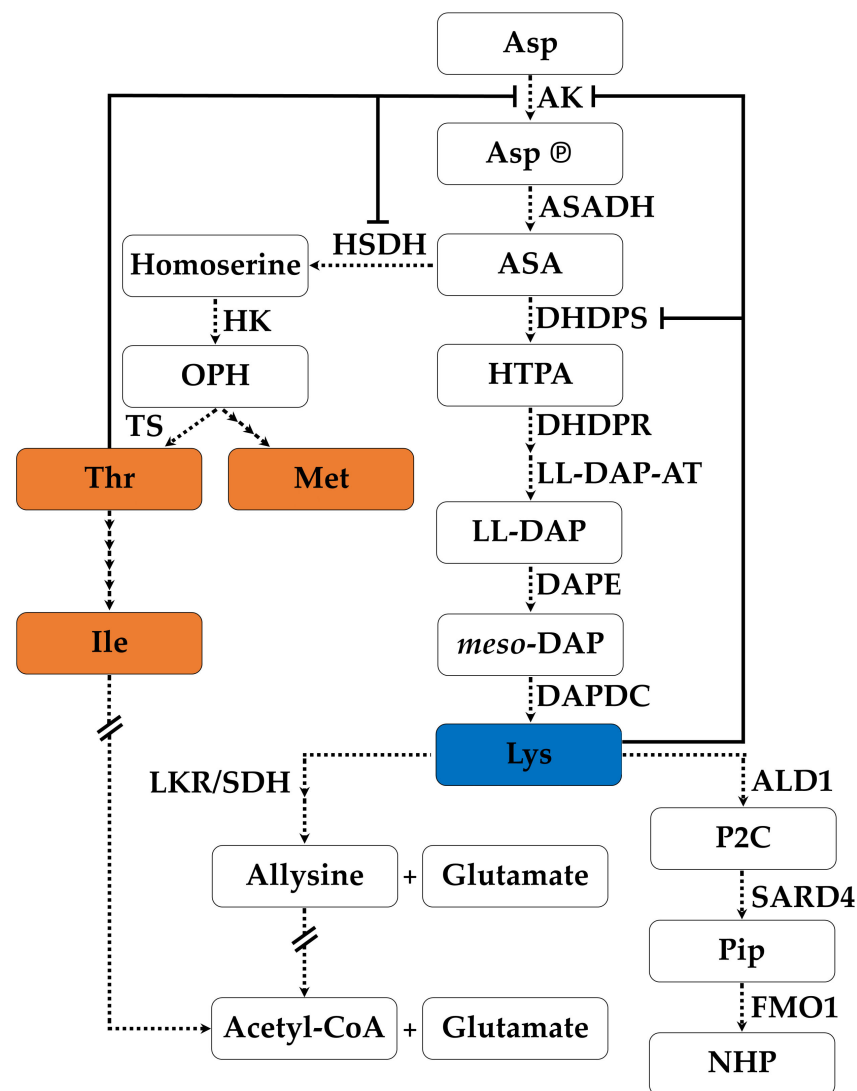 Asp
AK
Asp ℗
ASADH
HSDH
Homoserine
ASA
HK
DHDPS
OPH
HTPA
TS
DHDPR
Thr
Met
LL-DAP-AT
LL-DAP
DAPE
Ile
meso-DAP
DAPDC
Lys
LKR/SDH
ALD1
P2C
Allysine + Glutamate
SARD4
Pip
FMO1
Acetyl-CoA + Glutamate
NHP